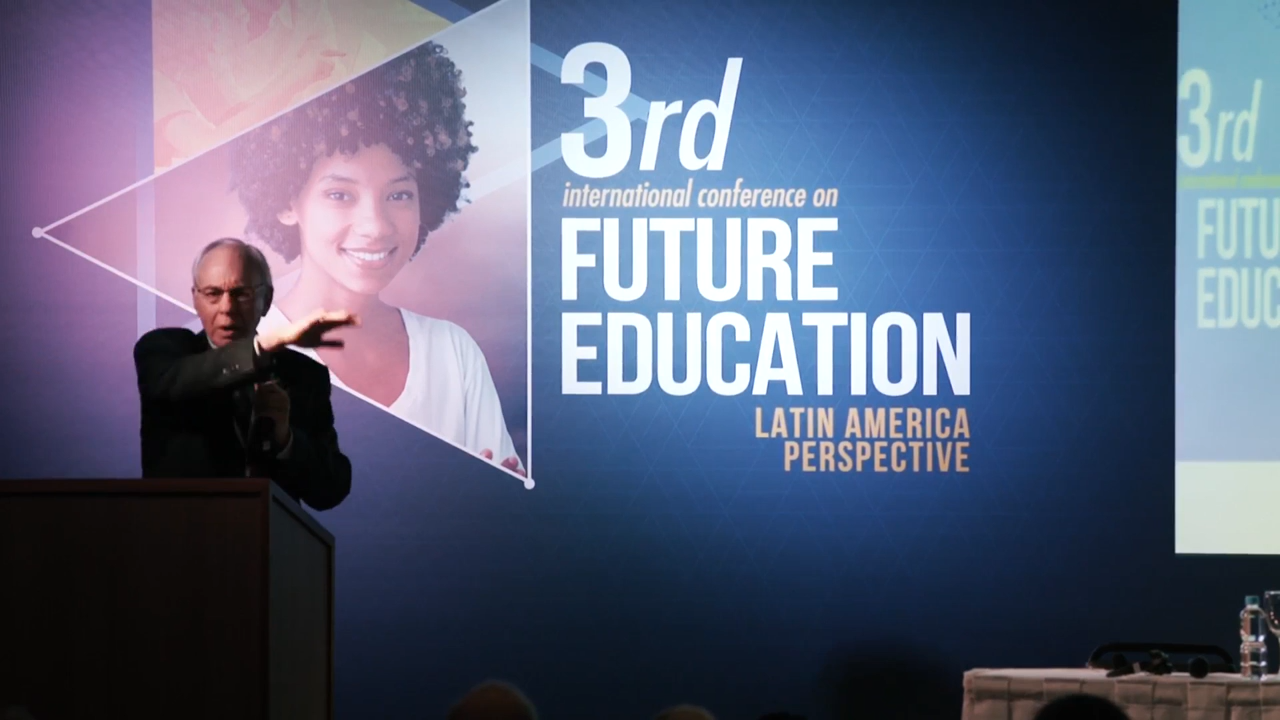 3rd
international conference on
FUTURE
EDUCATION
LATIN AMERICA
PERSPECTIVE
3rd
FUTU
EDUC